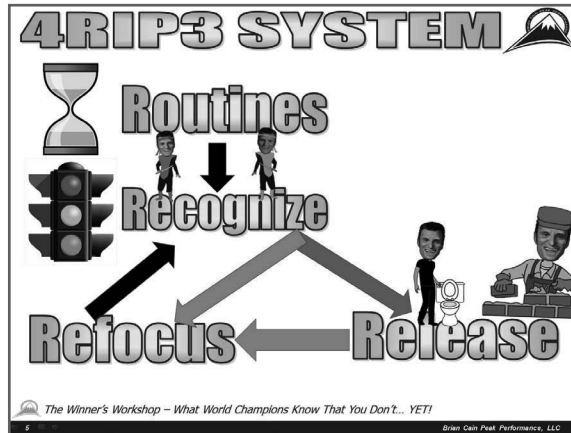 4RIP3 SYSTEM
Routines
Recognize
Refocus
Release
The Winner's Workshop – What World Champions Know That You Don't... YET!
5
Brian Cain Peak Performance, LLC